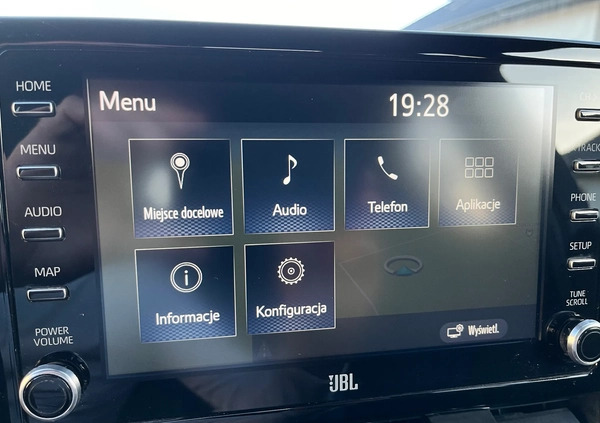 HOME
MENU
AUDIO
MAP
POWER
VOLUME
Menu
19:28
Miejsce docelowe
Audio
Telefon
Aplikacje
Informacje
Konfiguracja
Wyświetl.
JBL
TRACK
PHONE
SETUP
TUNE
SCROLL